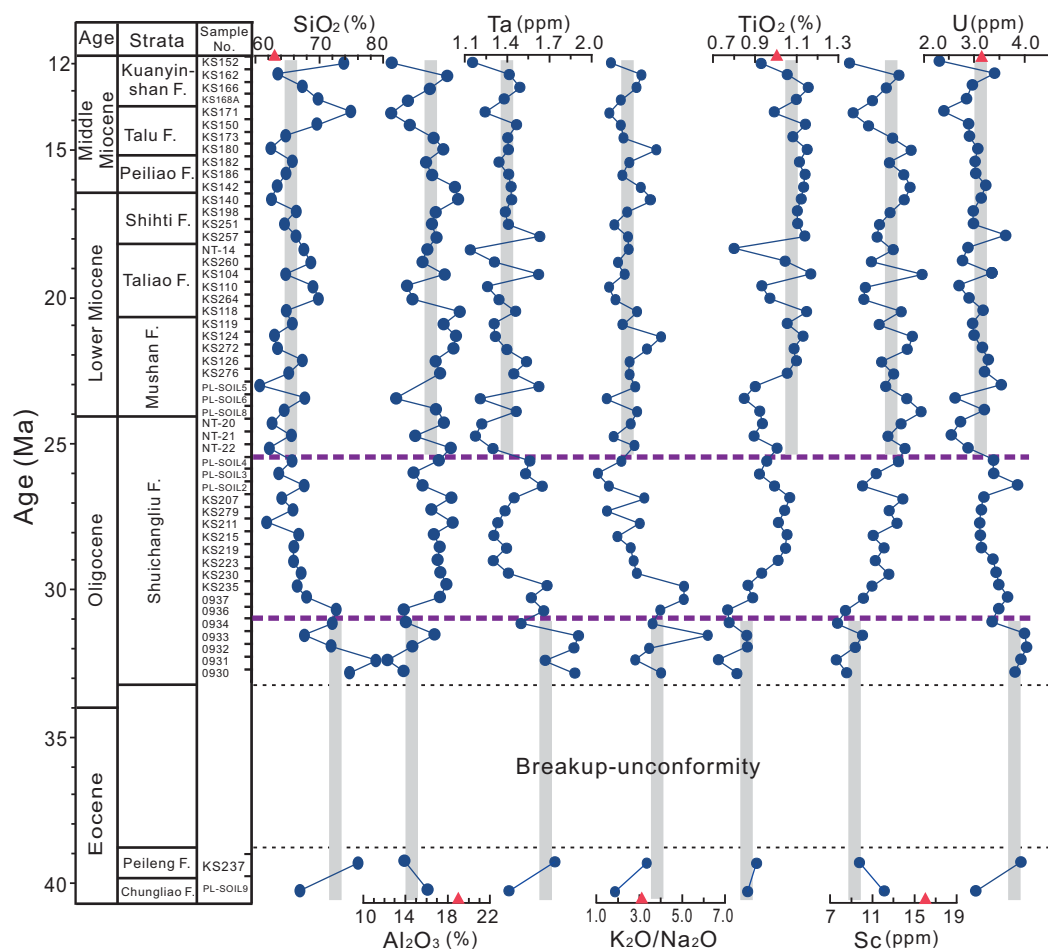 SiO₂ (%) Ta (ppm) TiO₂ (%) U (ppm)
Age Strata Sample No.
60 70 80 1.1 1.4 1.7 2.0 0.7 0.9 1.1 1.3 2.0 3.0 4.0
Age (Ma)
12
15
20
25
30
35
40
Middle Miocene
Lower Miocene
Oligocene
Eocene
Kuanyin-
shan F.
Talu F.
Peiliao F.
Shihti F.
Taliao F.
Mushan F.
Shuichangliu F.
Peileng F.
Chungliao F.
KS152
KS162
KS166
KS168A
KS171
KS150
KS173
KS180
KS182
KS186
KS142
KS140
KS198
KS251
KS257
NT-14
KS260
KS104
KS110
KS264
KS118
KS119
KS124
KS272
KS126
KS276
PL-SOIL5
PL-SOIL6
PL-SOIL8
NT-20
NT-21
NT-22
PL-SOIL4
PL-SOIL3
PL-SOIL2
KS207
KS279
KS211
KS215
KS219
KS223
KS230
KS235
0937
0936
0934
0933
0932
0931
0930
Breakup-unconformity
KS237
PL-SOIL9
10 14 18 22 1.0 3.0 5.0 7.0 7 11 15 19
Al₂O₃ (%) K₂O/Na₂O Sc (ppm)